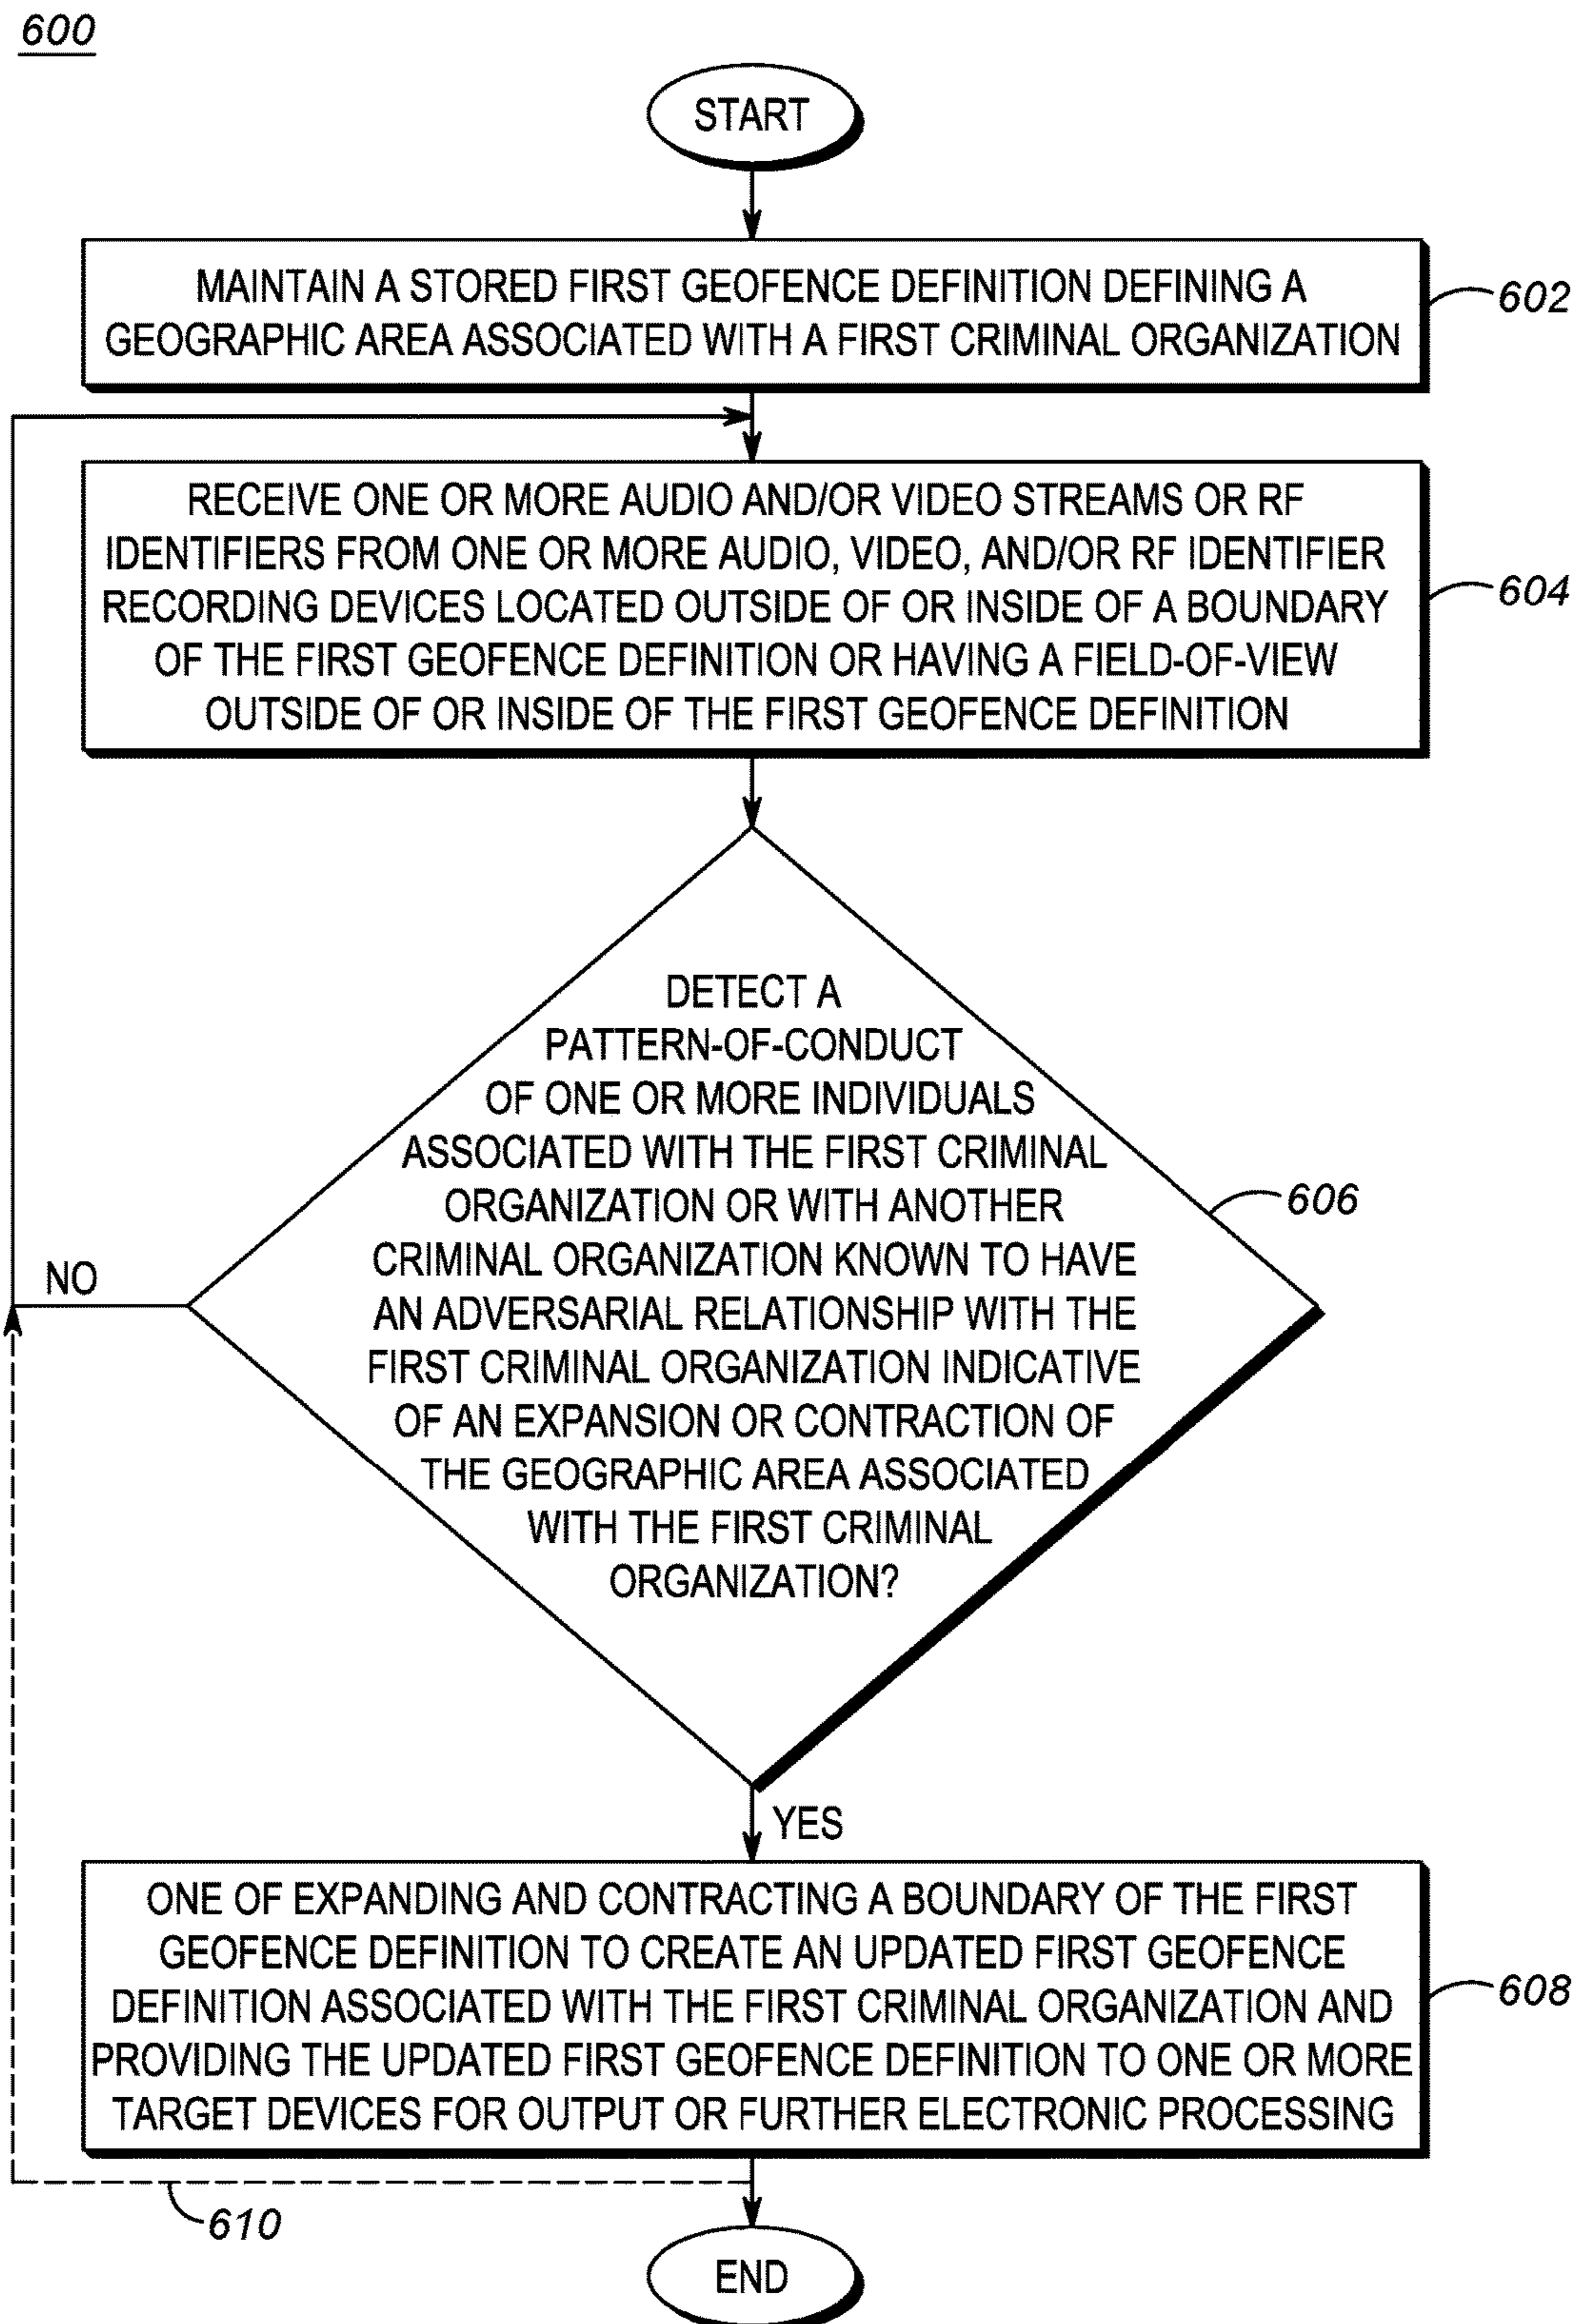 600
START
MAINTAIN A STORED FIRST GEOFENCE DEFINITION DEFINING A
GEOGRAPHIC AREA ASSOCIATED WITH A FIRST CRIMINAL ORGANIZATION
602
RECEIVE ONE OR MORE AUDIO AND/OR VIDEO STREAMS OR RF
IDENTIFIERS FROM ONE OR MORE AUDIO, VIDEO, AND/OR RF IDENTIFIER
RECORDING DEVICES LOCATED OUTSIDE OF OR INSIDE OF A BOUNDARY
OF THE FIRST GEOFENCE DEFINITION OR HAVING A FIELD-OF-VIEW
OUTSIDE OF OR INSIDE OF THE FIRST GEOFENCE DEFINITION
604
DETECT A
PATTERN-OF-CONDUCT
OF ONE OR MORE INDIVIDUALS
ASSOCIATED WITH THE FIRST CRIMINAL
ORGANIZATION OR WITH ANOTHER
CRIMINAL ORGANIZATION KNOWN TO HAVE
AN ADVERSARIAL RELATIONSHIP WITH THE
FIRST CRIMINAL ORGANIZATION INDICATIVE
OF AN EXPANSION OR CONTRACTION OF
THE GEOGRAPHIC AREA ASSOCIATED
WITH THE FIRST CRIMINAL
ORGANIZATION?
606
NO
YES
ONE OF EXPANDING AND CONTRACTING A BOUNDARY OF THE FIRST
GEOFENCE DEFINITION TO CREATE AN UPDATED FIRST GEOFENCE
DEFINITION ASSOCIATED WITH THE FIRST CRIMINAL ORGANIZATION AND
PROVIDING THE UPDATED FIRST GEOFENCE DEFINITION TO ONE OR MORE
TARGET DEVICES FOR OUTPUT OR FURTHER ELECTRONIC PROCESSING
608
610
END